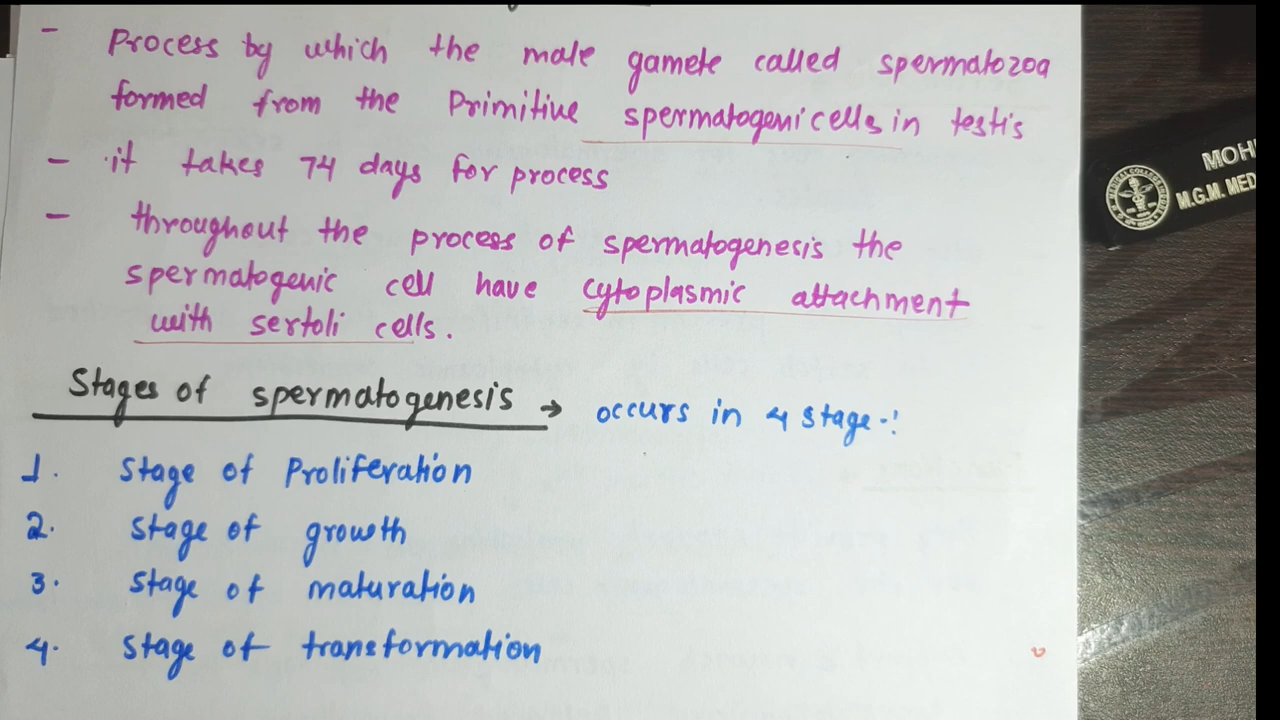 - Process by which the male gamete called spermatozoa
formed from the Primitive spermatogenic cells in testis
- it takes 74 days for process
- throughout the process of spermatogenesis the
spermatogenic cell have cytoplasmic attachment
with sertoli cells.
Stages of spermatogenesis → occurs in 4 stage-:
1. Stage of Proliferation
2. Stage of growth
3. Stage of maturation
4. Stage of transformation
MOH
M.G.M. MED